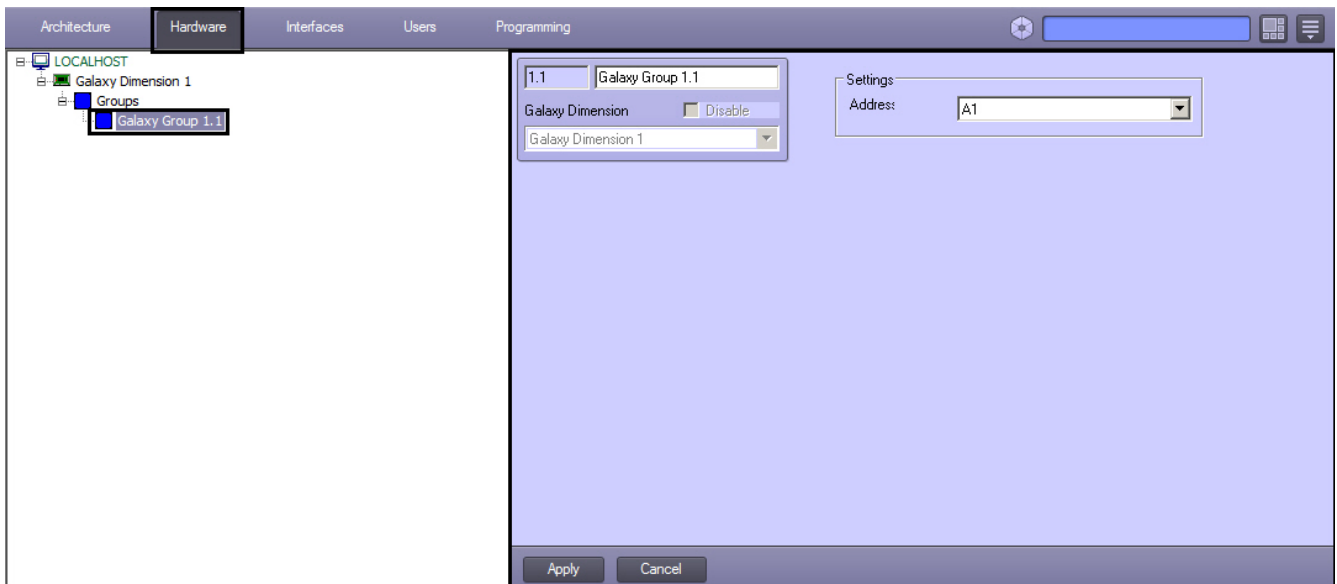 Architecture Hardware Interfaces Users Programming
LOCALHOST
Galaxy Dimension 1
Groups
Galaxy Group 1.1
1.1 Galaxy Group 1.1
Galaxy Dimension Disable
Galaxy Dimension 1
Settings
Address A1
Apply Cancel